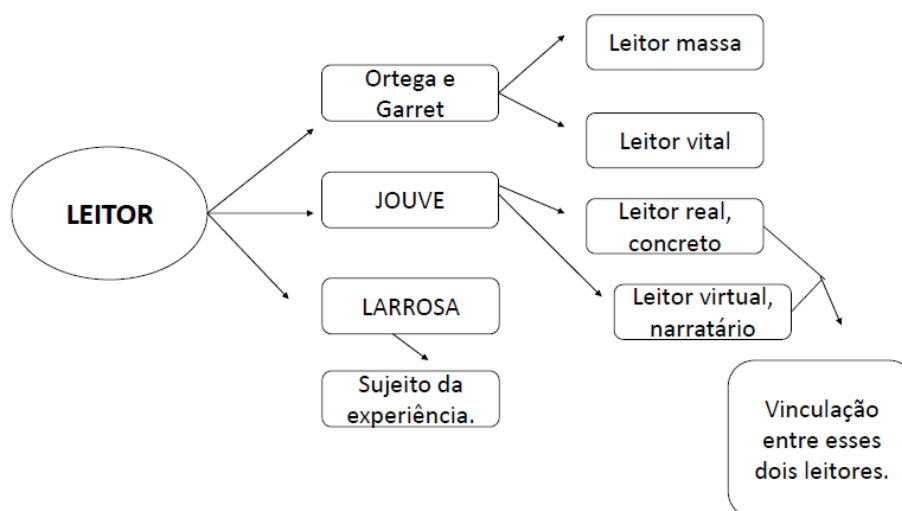 LEITOR
Ortega e
Garret
Leitor massa
Leitor vital
JOUVE
Leitor real,
concreto
Leitor virtual,
narratário
Vinculação
entre esses
dois leitores.
LARROSA
Sujeito da
experiência.